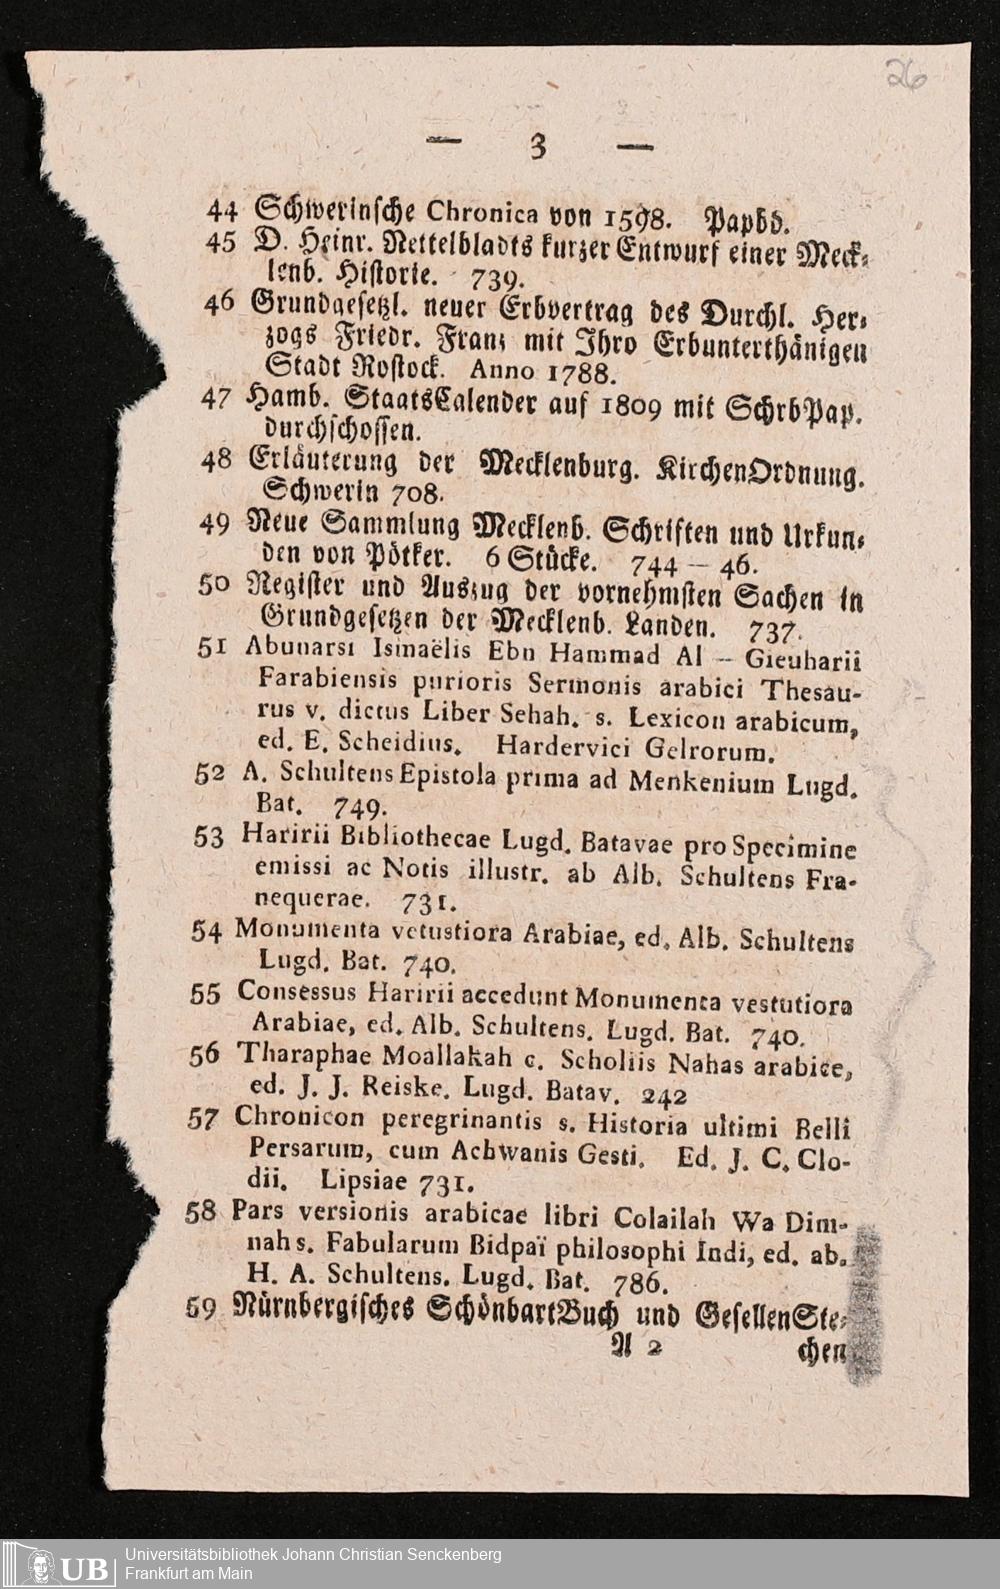 26
— 3 —
44 Schwerinsche Chronica von 1598. Papbd.
45 D. Heinr. Nettelbladts kurzer Entwurf einer Meck-
lenb. Historie. 739.
46 Grundgesetzl. neuer Erbvertrag des Durchl. Her-
zogs Friedr. Franz mit Ihro Erbunterthänigen
Stadt Rostock. Anno 1788.
47 Hamb. StaatsCalender auf 1809 mit SchrbPap.
durchschossen.
48 Erläuterung der Mecklenburg. KirchenOrdnung.
Schwerin 708.
49 Neue Sammlung Mecklenb. Schriften und Urkun-
den von Pötker. 6 Stücke. 744 — 46.
50 Register und Auszug der vornehmsten Sachen in
Grundgesetzen der Mecklenb. Landen. 737.
51 Abunarsi Ismaëlis Ebn Hammad Al — Gieuharii
Farabiensis purioris Sermonis arabici Thesau-
rus v. dictus Liber Sehah. s. Lexicon arabicum,
ed. E. Scheidius. Hardervici Gelrorum.
52 A. Schultens Epistola prima ad Menkenium Lugd.
Bat. 749.
53 Haririi Bibliothecae Lugd. Batavae pro Specimine
emissi ac Notis illustr. ab Alb. Schultens Fra-
nequerae. 731.
54 Monumenta vetustiora Arabiae, ed. Alb. Schultens
Lugd. Bat. 740.
55 Consessus Haririi accedunt Monumenta vestutiora
Arabiae, ed. Alb. Schultens. Lugd. Bat. 740.
56 Tharaphae Moallakah c. Scholiis Nahas arabice,
ed. J. J. Reiske. Lugd. Batav. 242
57 Chronicon peregrinantis s. Historia ultimi Belli
Persarum, cum Achwanis Gesti. Ed. J. C. Clo-
dii. Lipsiae 731.
58 Pars versionis arabicae libri Colailah Wa Dim-
nah s. Fabularum Bidpaï philosophi Indi, ed. ab.
H. A. Schultens. Lugd. Bat. 786.
59 Nürnbergisches SchönbartBuch und GesellenSte-
A 2 chen
UB Universitätsbibliothek Johann Christian Senckenberg
Frankfurt am Main